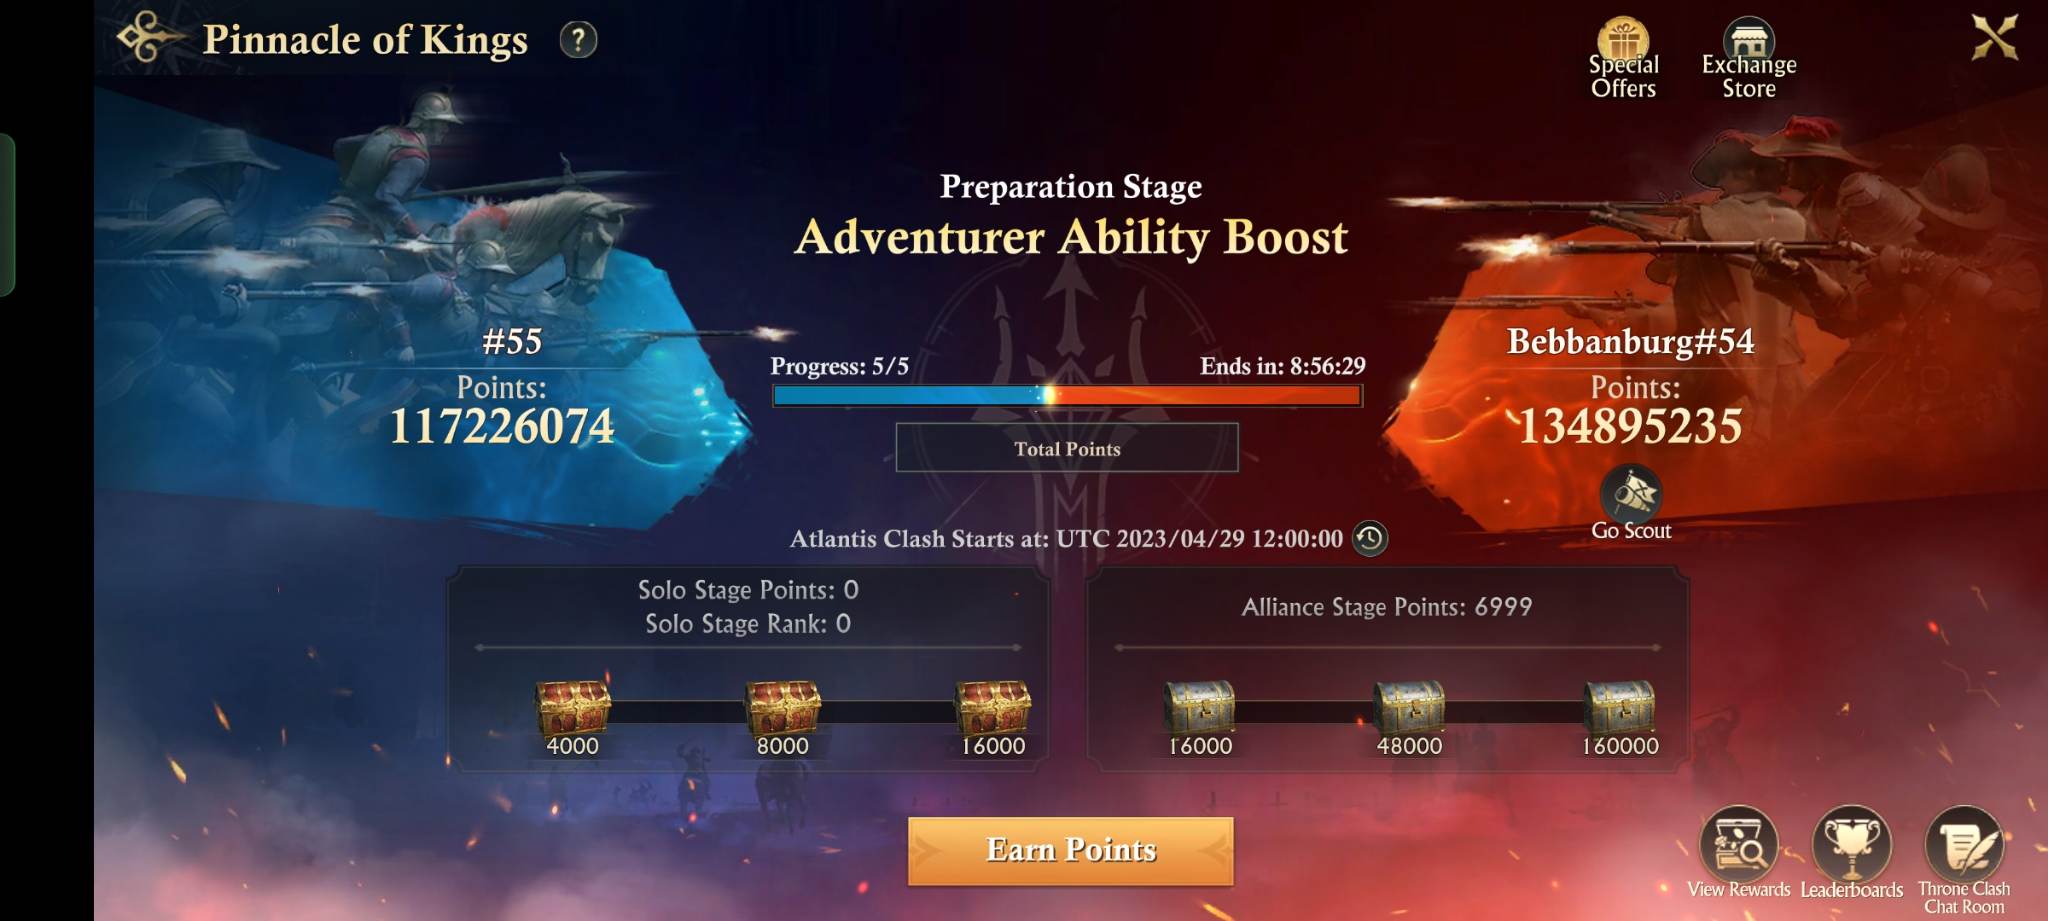 Pinnacle of Kings
?
Special
Offers
Exchange
Store
Preparation Stage
Adventurer Ability Boost
#55
Points:
117226074
Progress: 5/5
Ends in: 8:56:29
Total Points
Bebbanburg#54
Points:
134895235
Go Scout
Atlantis Clash Starts at: UTC 2023/04/29 12:00:00
Solo Stage Points: 0
Solo Stage Rank: 0
4000
8000
16000
Alliance Stage Points: 6999
16000
48000
160000
Earn Points
View Rewards
Leaderboards
Throne Clash
Chat Room